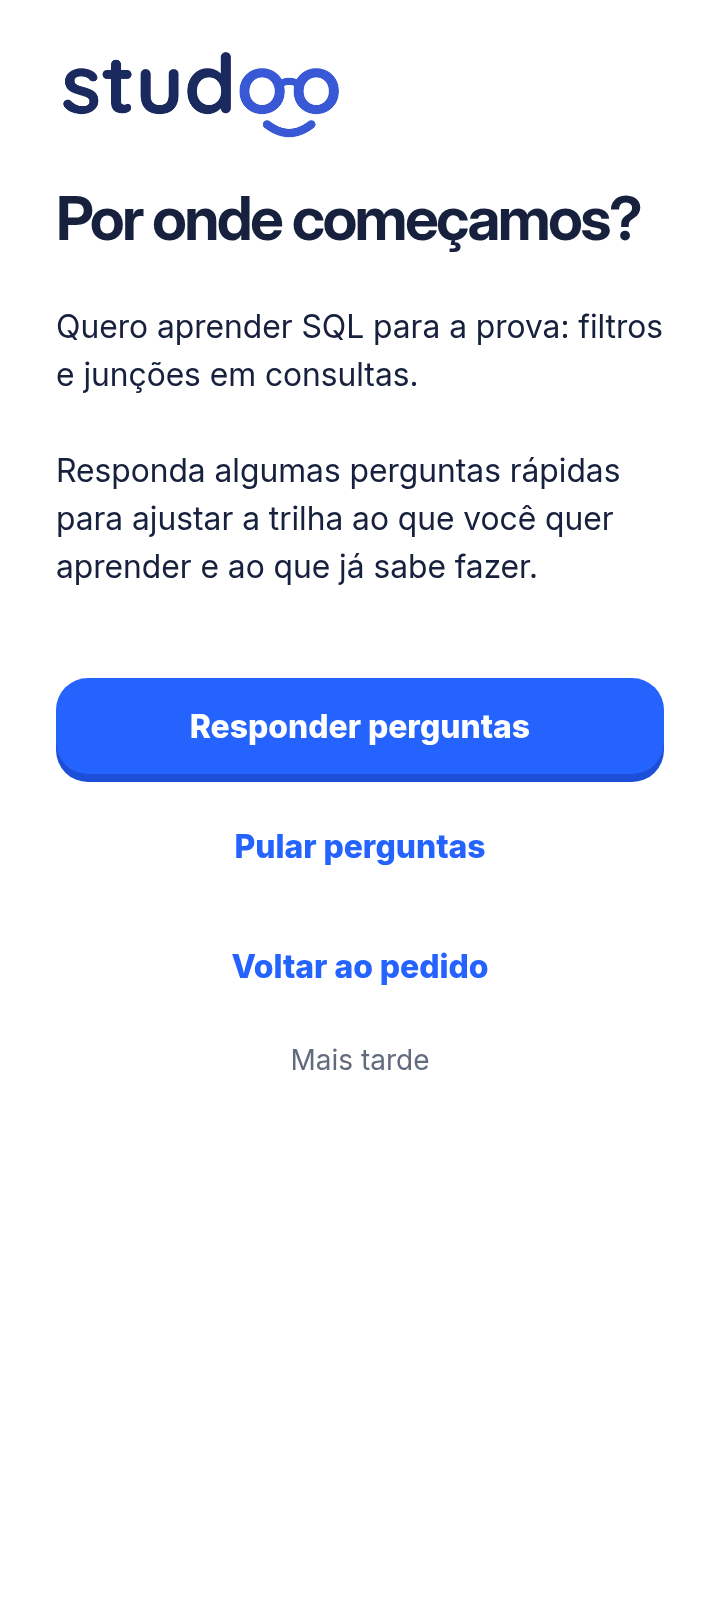 studoo
Por onde começamos?
Quero aprender SQL para a prova: filtros
e junções em consultas.
Responda algumas perguntas rápidas
para ajustar a trilha ao que você quer
aprender e ao que já sabe fazer.
Responder perguntas
Pular perguntas
Voltar ao pedido
Mais tarde